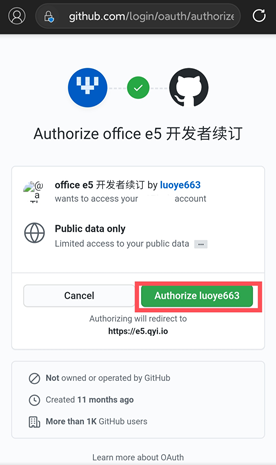 github.com/login/oauth/authorize
Authorize office e5 开发者续订
office e5 开发者续订 by luoye663
wants to access your account
Public data only
Limited access to your public data
Cancel
Authorize luoye663
Authorizing will redirect to
https://e5.qyi.io
Not owned or operated by GitHub
Created 11 months ago
More than 1K GitHub users
Learn more about OAuth